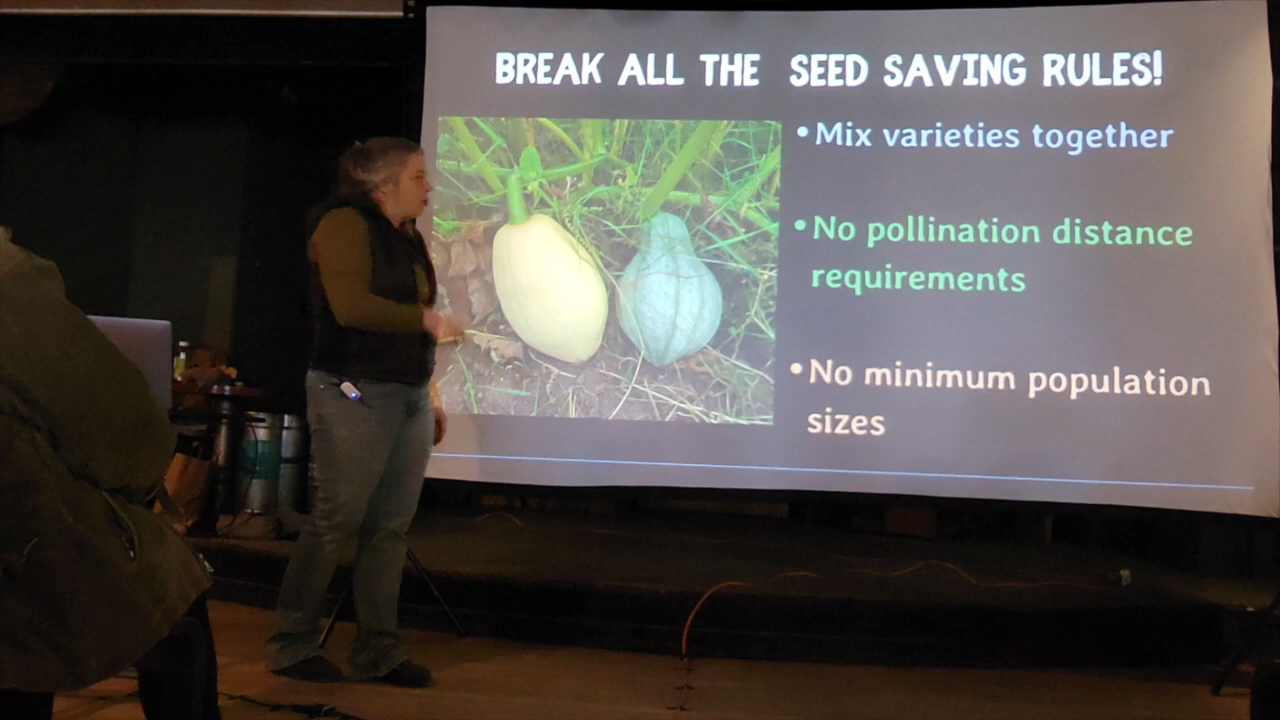 BREAK ALL THE SEED SAVING RULES!
• Mix varieties together
• No pollination distance
requirements
• No minimum population
sizes